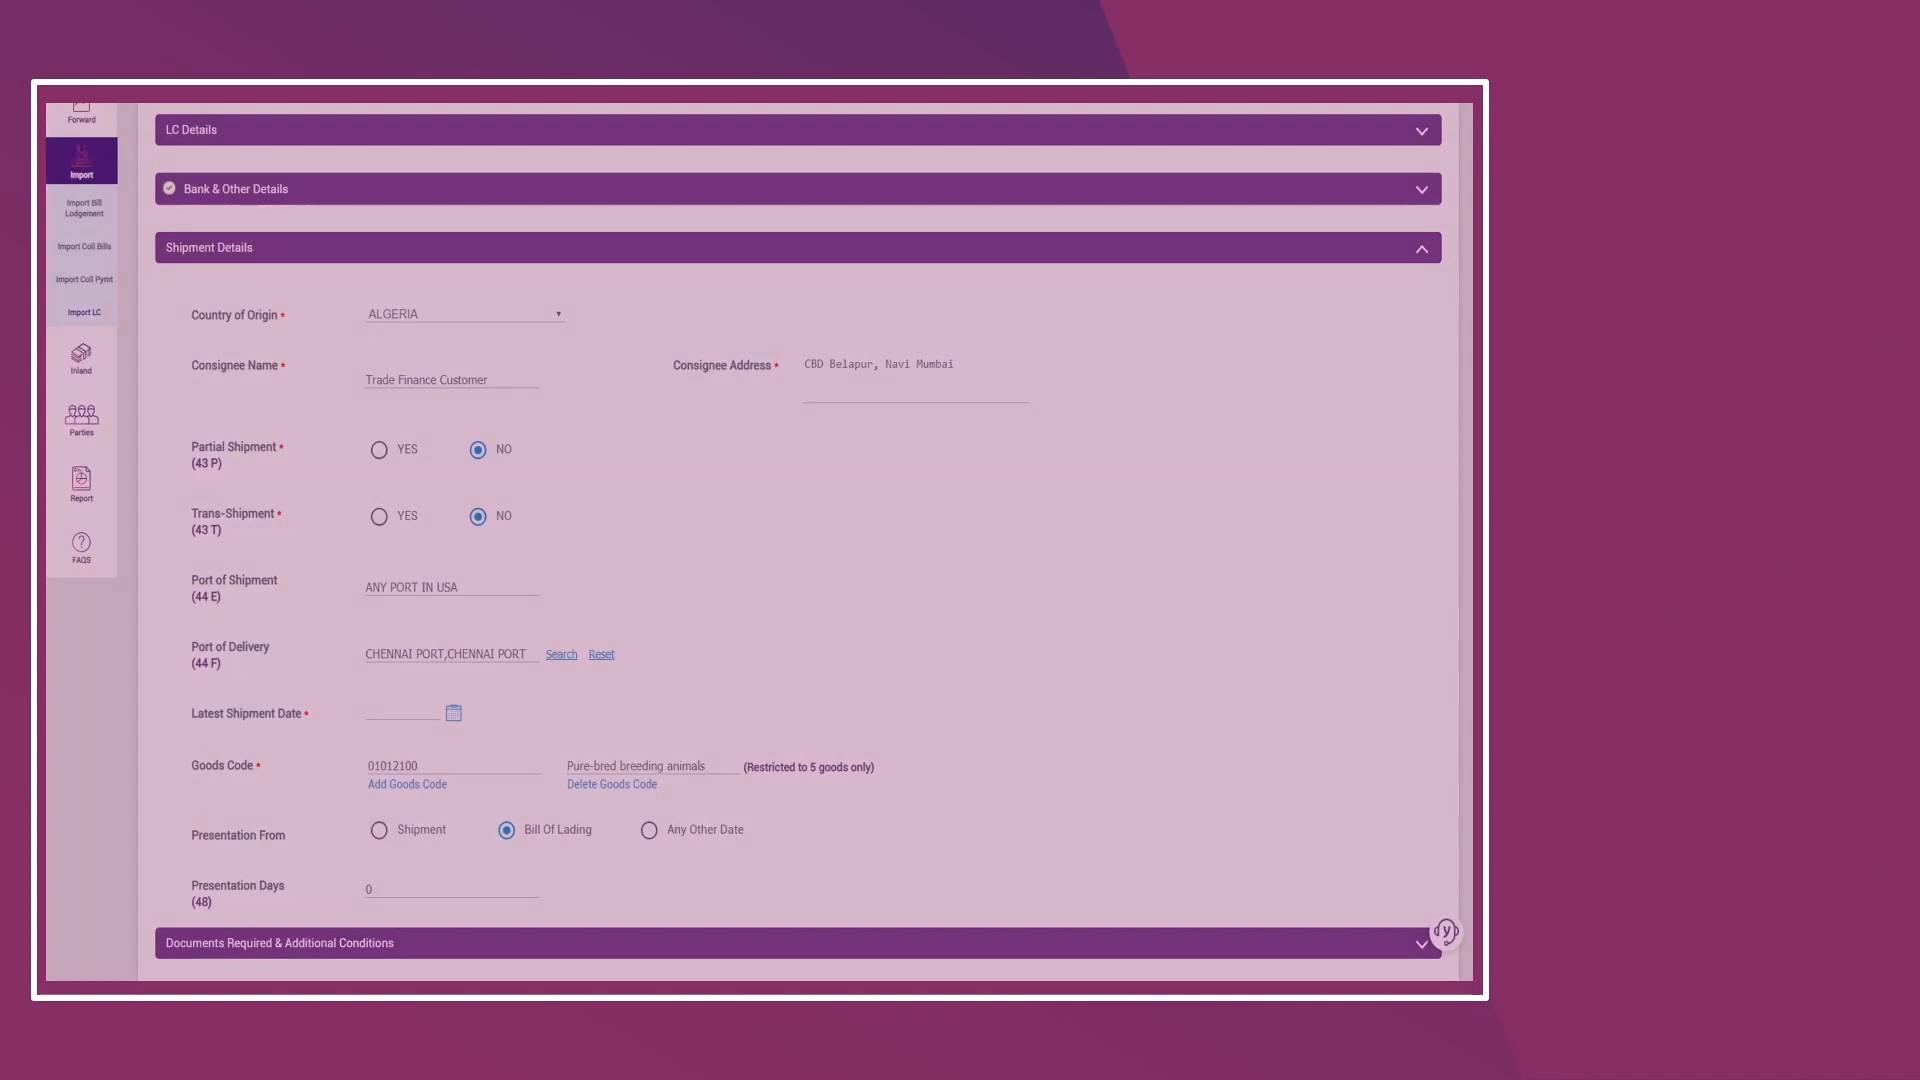 Forward
Import
Import Bill
Lodgement
Import Coll Bills
Import Coll Pymt
Import LC
Inland
Parties
Report
FAQS
LC Details
Bank & Other Details
Shipment Details
Country of Origin * ALGERIA
Consignee Name * Trade Finance Customer
Consignee Address * CBD Belapur, Navi Mumbai
Partial Shipment * YES NO
(43 P)
Trans-Shipment * YES NO
(43 T)
Port of Shipment ANY PORT IN USA
(44 E)
Port of Delivery CHENNAI PORT,CHENNAI PORT Search Reset
(44 F)
Latest Shipment Date *
Goods Code * 01012100 Pure-bred breeding animals (Restricted to 5 goods only)
Add Goods Code Delete Goods Code
Presentation From Shipment Bill Of Lading Any Other Date
Presentation Days 0
(48)
Documents Required & Additional Conditions
y